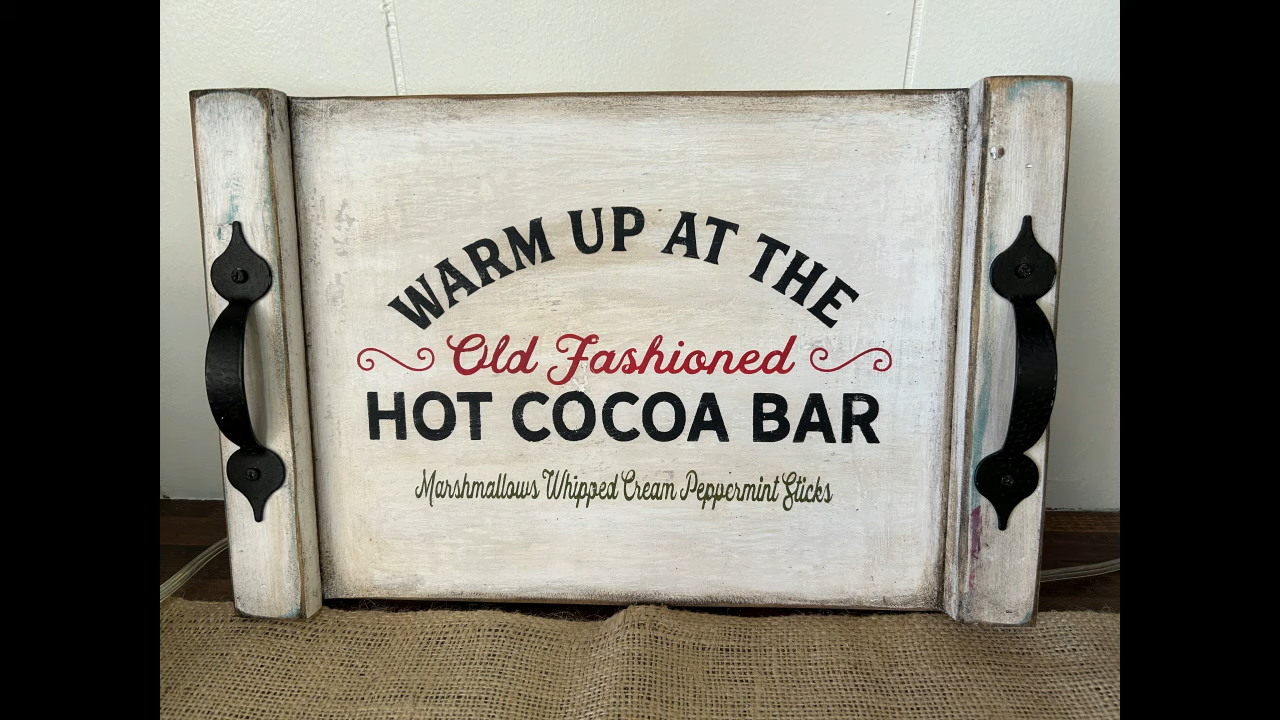 WARM UP AT THE
Old Fashioned
HOT COCOA BAR
Marshmallows Whipped Cream Peppermint Sticks